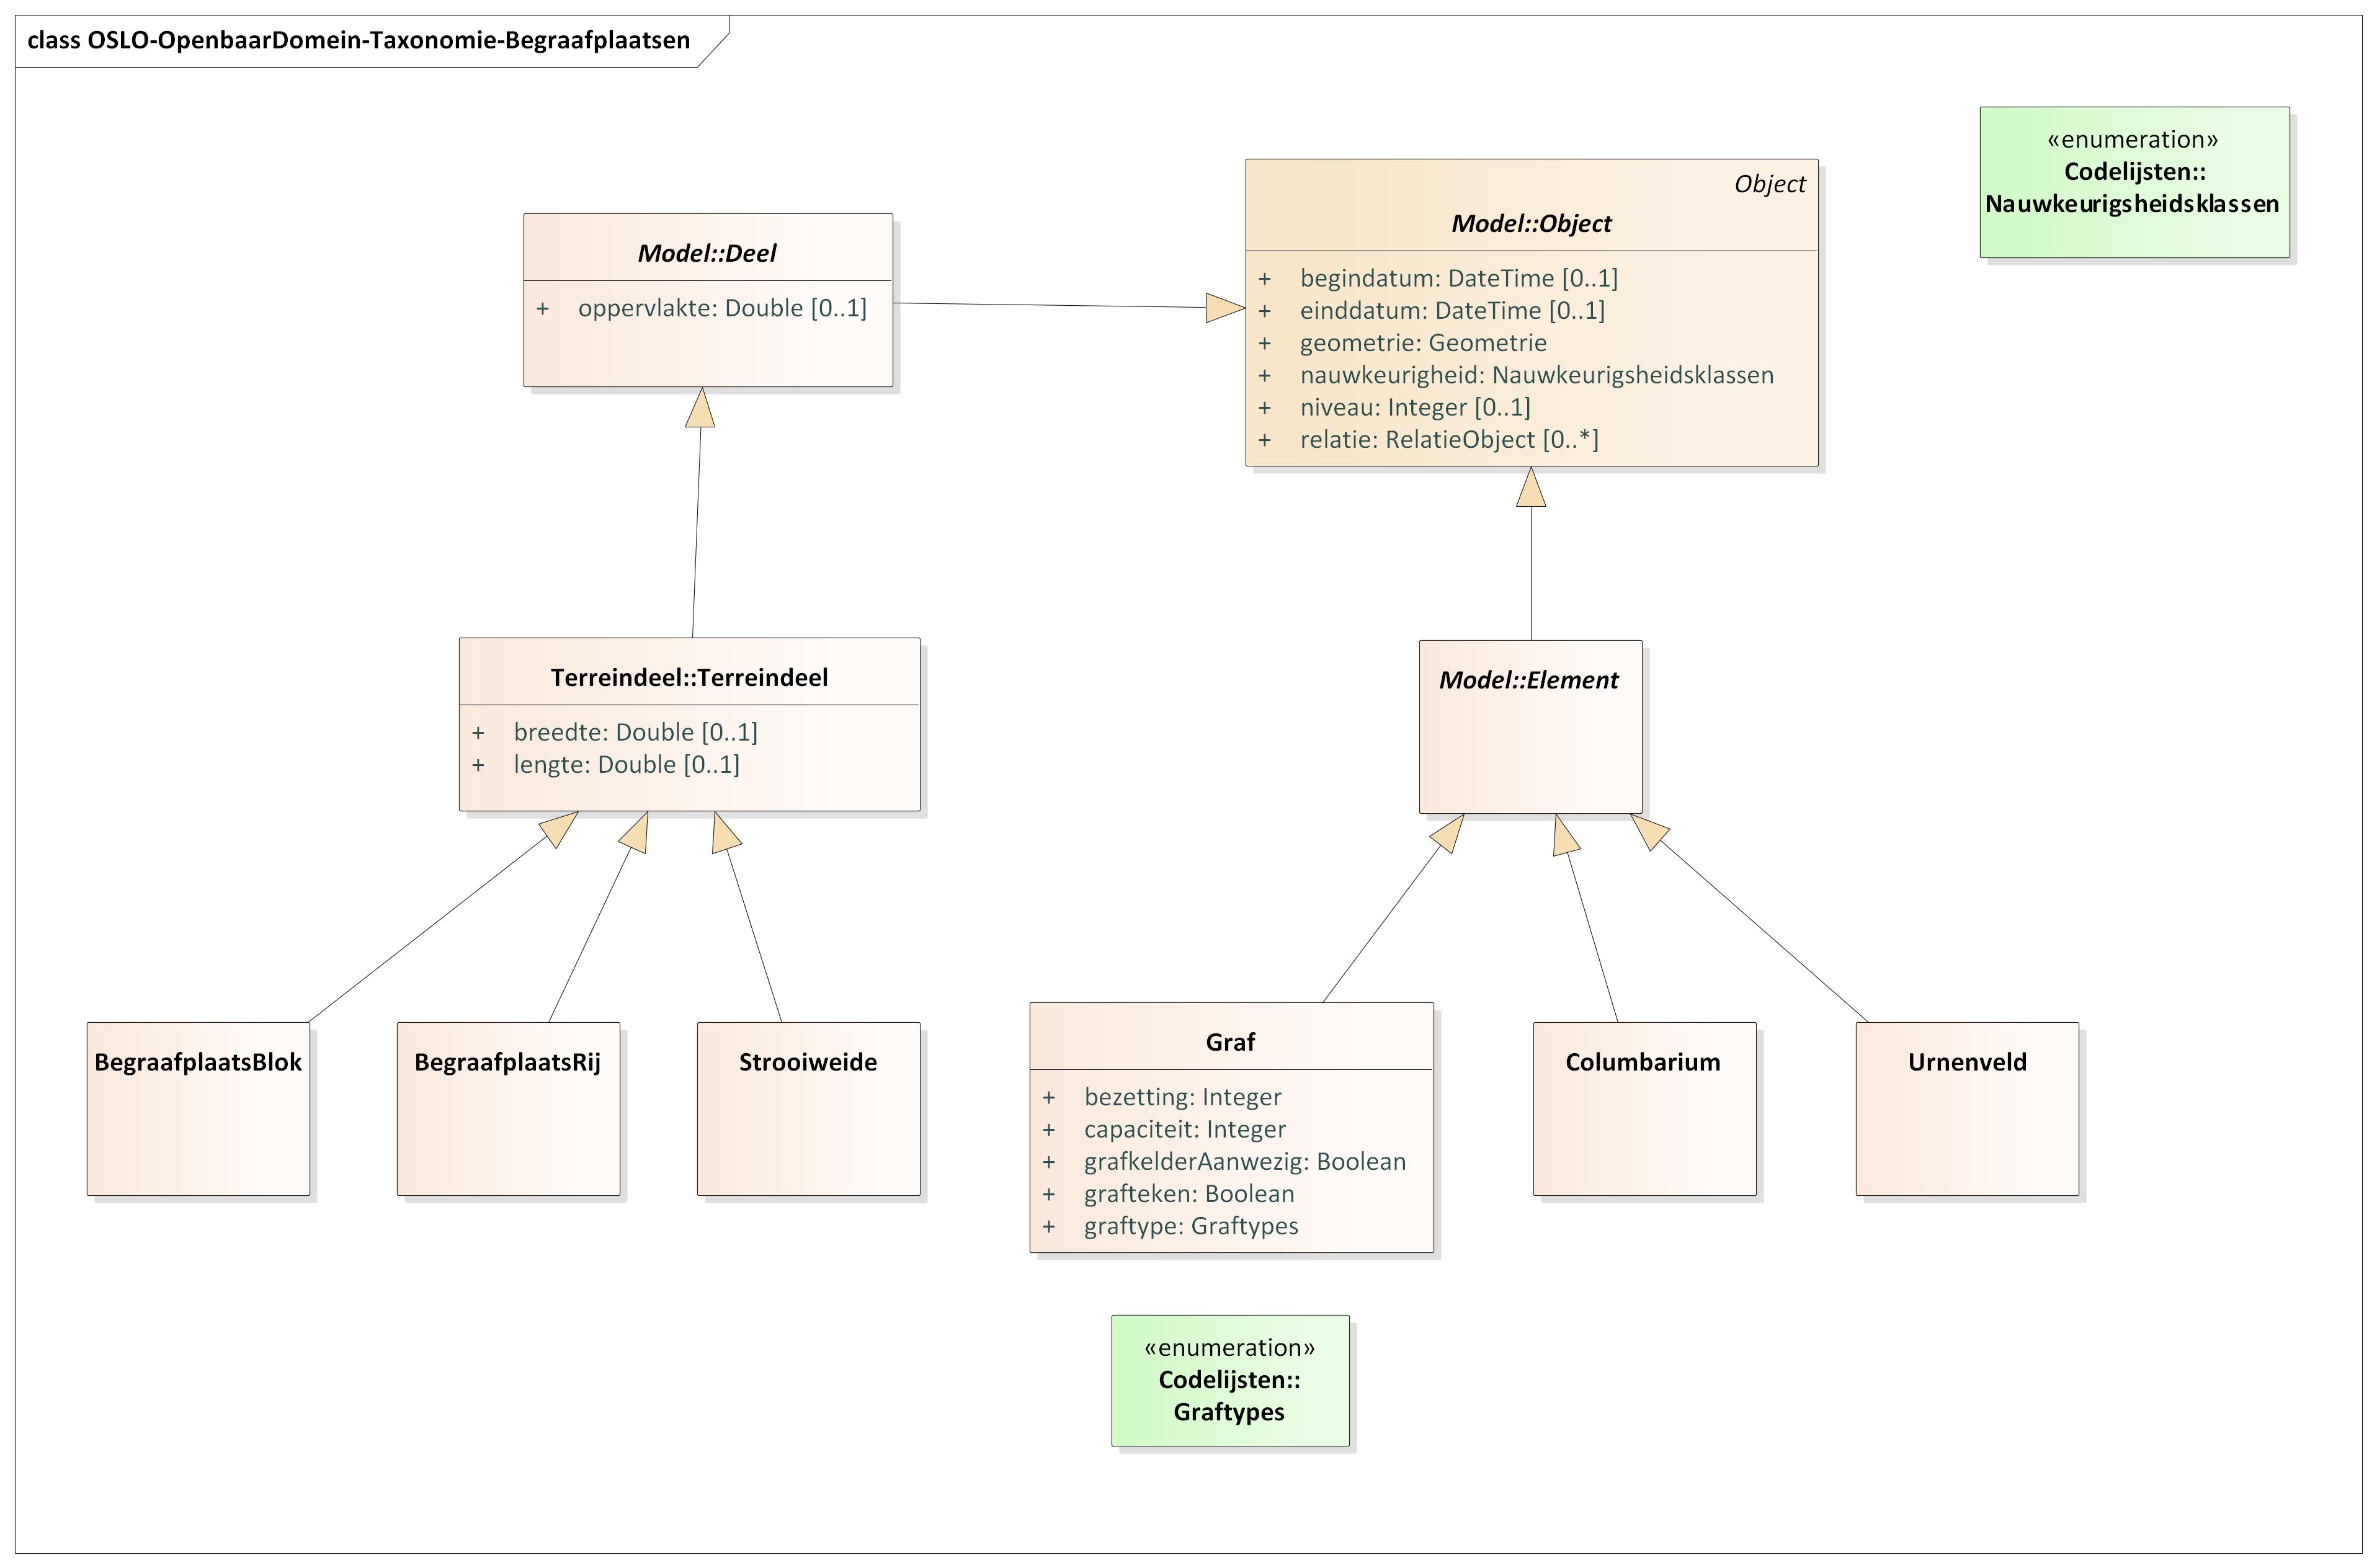 class OSLO-OpenbaarDomein-Taxonomie-Begraafplaatsen
«enumeration»
Codelijsten::
Nauwkeurigsheidsklassen
Object
Model::Object
+ begindatum: DateTime [0..1]
+ einddatum: DateTime [0..1]
+ geometrie: Geometrie
+ nauwkeurigheid: Nauwkeurigsheidsklassen
+ niveau: Integer [0..1]
+ relatie: RelatieObject [0..*]
Model::Deel
+ oppervlakte: Double [0..1]
Terreindeel::Terreindeel
+ breedte: Double [0..1]
+ lengte: Double [0..1]
Model::Element
BegraafplaatsBlok
BegraafplaatsRij
Strooiweide
Graf
+ bezetting: Integer
+ capaciteit: Integer
+ grafkelderAanwezig: Boolean
+ grafteken: Boolean
+ graftype: Graftypes
Columbarium
Urnenveld
«enumeration»
Codelijsten::
Graftypes